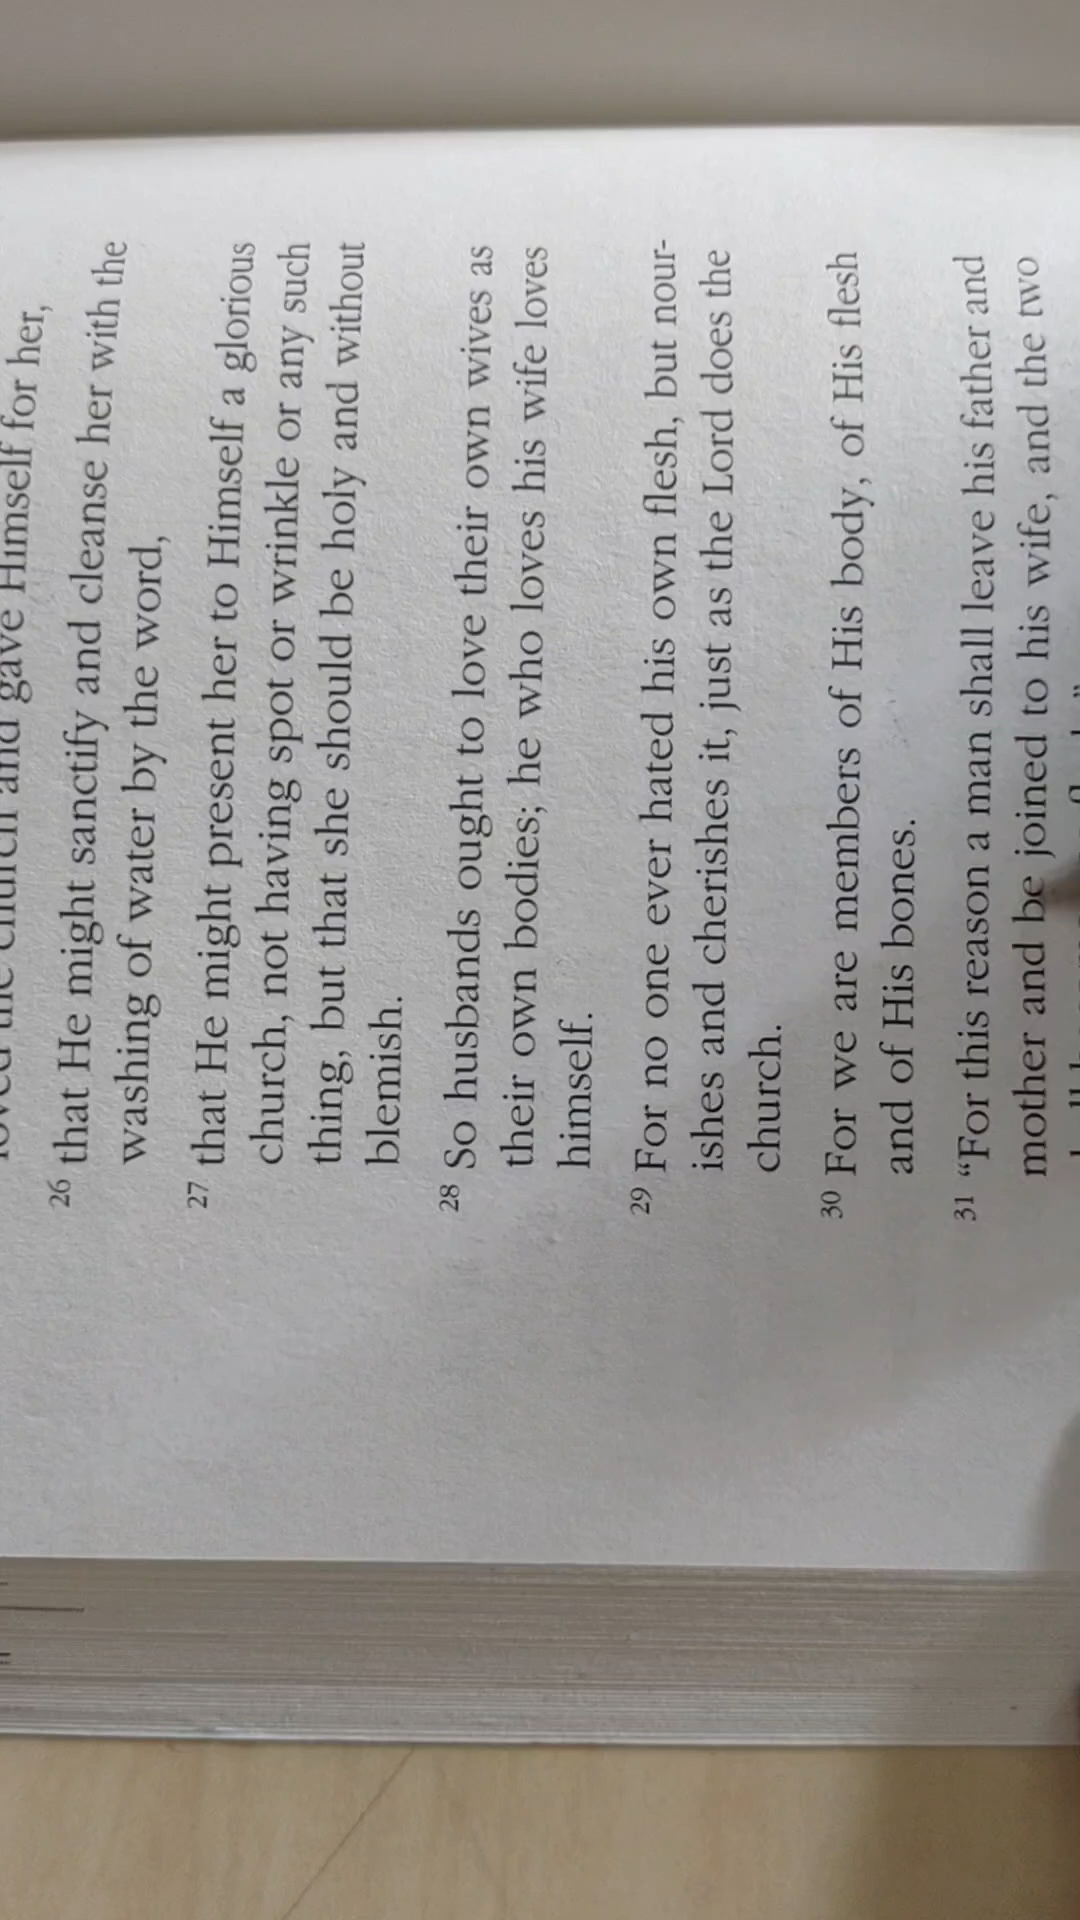 loved the church and gave Himself for her,
26 that He might sanctify and cleanse her with the
washing of water by the word,
27 that He might present her to Himself a glorious
church, not having spot or wrinkle or any such
thing, but that she should be holy and without
blemish.
28 So husbands ought to love their own wives as
their own bodies; he who loves his wife loves
himself.
29 For no one ever hated his own flesh, but nour-
ishes and cherishes it, just as the Lord does the
church.
30 For we are members of His body, of His flesh
and of His bones.
31 “For this reason a man shall leave his father and
mother and be joined to his wife, and the two